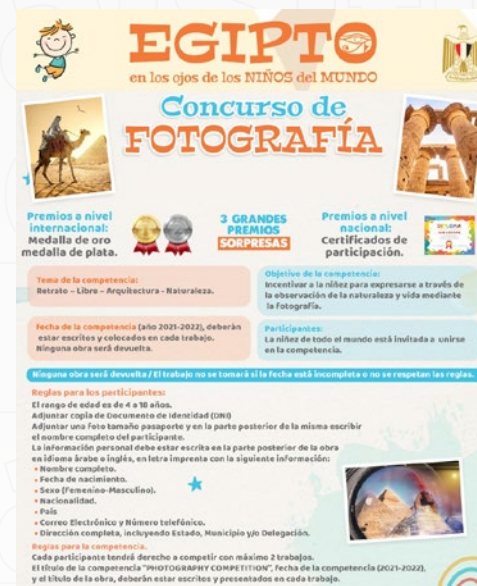 EGIPTO
en los ojos de los NIÑOS del MUNDO
Concurso de
FOTOGRAFÍA
Premios a nivel
internacional:
Medalla de oro
medalla de plata.
3 GRANDES
PREMIOS
SORPRESAS
Premios a nivel
nacional:
Certificados de
participación.
Tema de la competencia:
Retrato – Libre – Arquitectura - Naturaleza.
Objetivo de la competencia:
Incentivar a la niñez para expresarse a través de
la observación de la naturaleza y vida mediante
la fotografía.
Fecha de la competencia (año 2021-2022), deberán
estar escritos y colocados en cada trabajo.
Ninguna obra será devuelta.
Participantes:
La niñez de todo el mundo está invitada a unirse
en la competencia.
Ninguna obra será devuelta / El trabajo no se tomará si la fecha está incompleta o no se respetan las reglas.
Reglas para los participantes:
El rango de edad es de 4 a 18 años.
Adjuntar copia de Documento de Identidad (DNI)
Adjuntar una foto tamaño pasaporte y en la parte posterior de la misma escribir
el nombre completo del participante.
La información personal debe estar escrita en la parte posterior de la obra
en idioma árabe o inglés, en letra imprenta con la siguiente información:
• Nombre completo.
• Fecha de nacimiento.
• Sexo (Femenino-Masculino).
• Nacionalidad.
• País
• Correo Electrónico y Número telefónico.
• Dirección completa, incluyendo Estado, Municipio y/o Delegación.
Reglas para la competencia.
Cada participante tendrá derecho a competir con máximo 2 trabajos.
El título de la competencia "PHOTOGRAPHY COMPETITION", fecha de la competencia (2021-2022),
y el título de la obra, deberán estar escritos y presentados en cada trabajo.